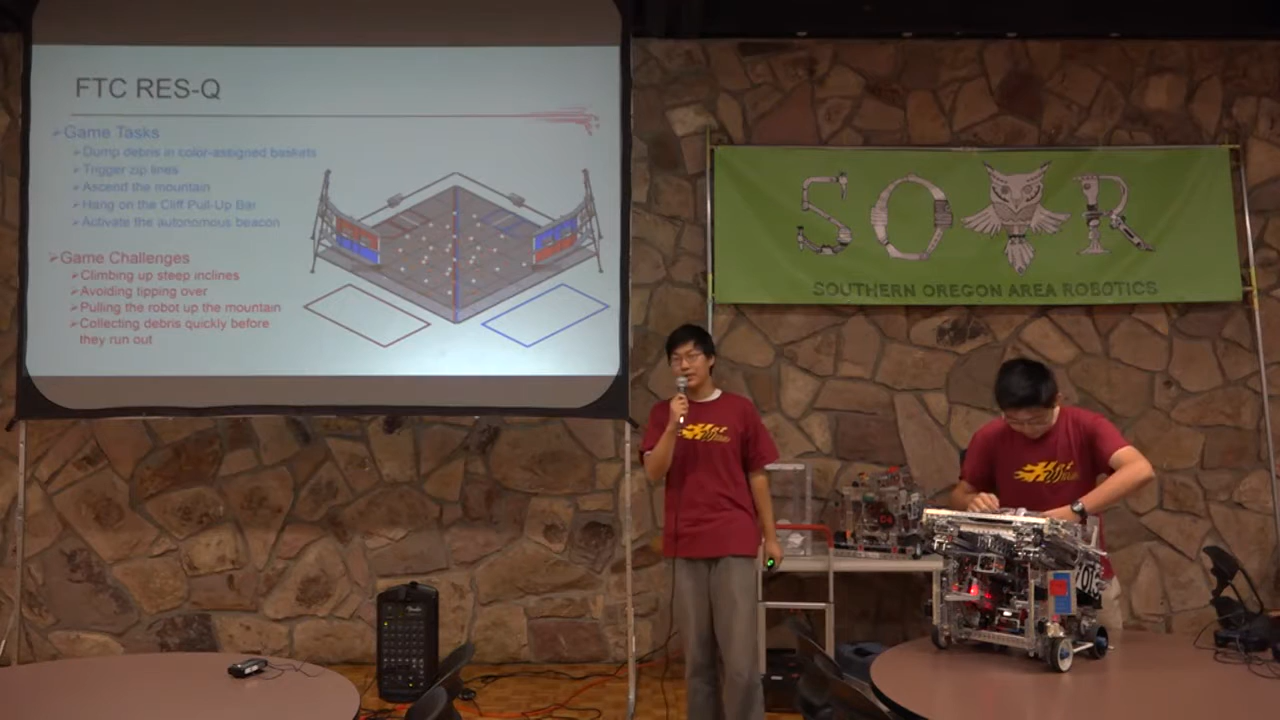 FTC RES-Q
Game Tasks
Dump debris in color-assigned baskets
Trigger zip lines
Ascend the mountain
Hang on the Cliff Pull-Up Bar
Activate the autonomous beacon
Game Challenges
Climbing up steep inclines
Avoiding tipping over
Pulling the robot up the mountain
Collecting debris quickly before
they run out
SOAR
SOUTHERN OREGON AREA ROBOTICS
Fender